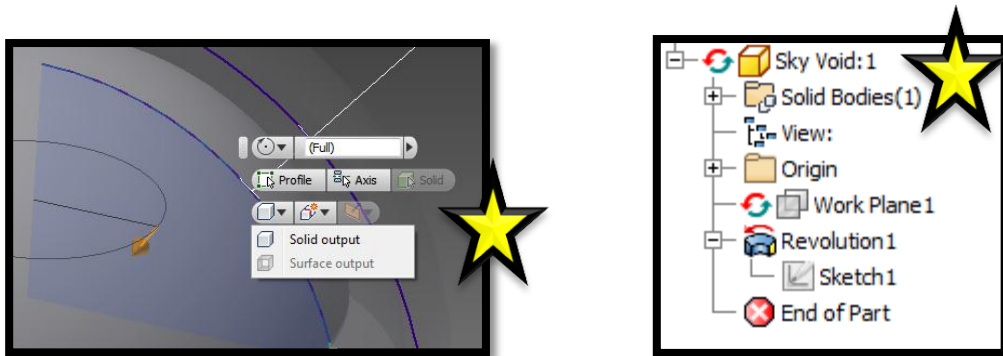 (Full)
Profile
Axis
Solid
Solid output
Surface output
Sky Void:1
Solid Bodies(1)
View:
Origin
Work Plane1
Revolution1
Sketch1
End of Part